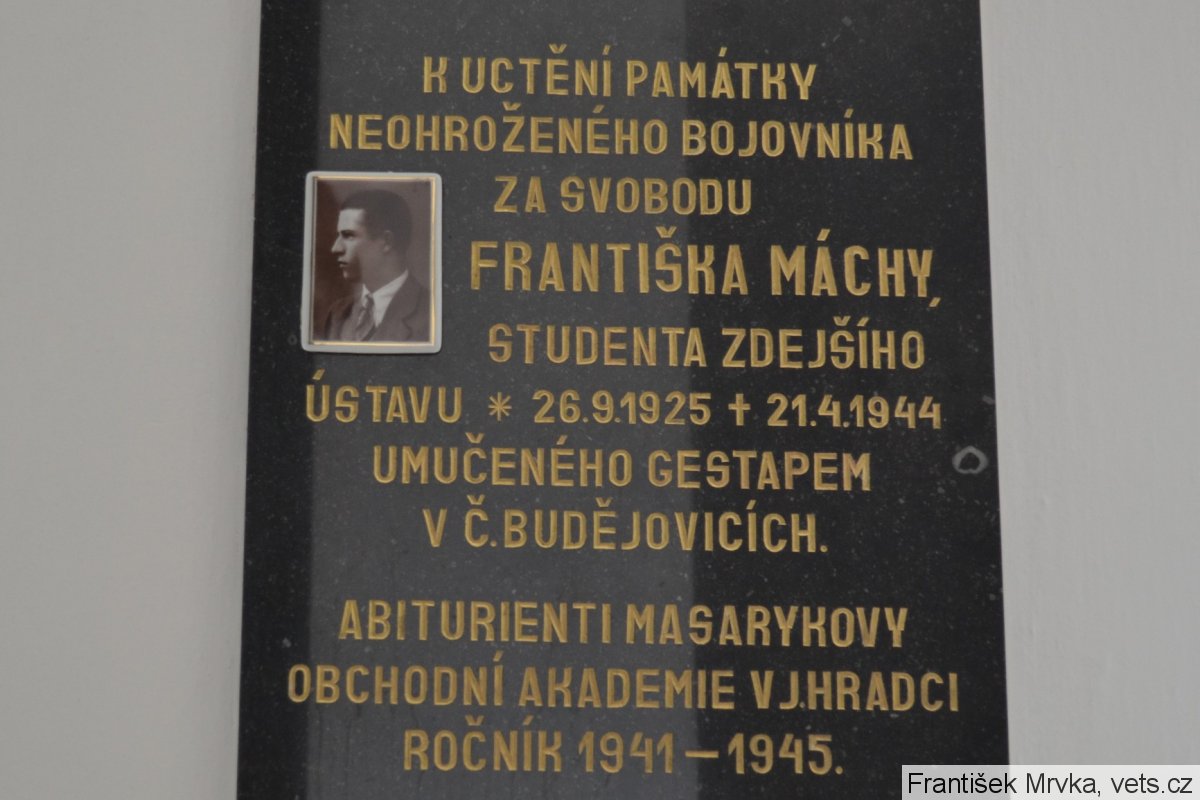 K UCTĚNÍ PAMÁTKY
NEOHROŽENÉHO BOJOVNÍKA
ZA SVOBODU
FRANTIŠKA MÁCHY,
STUDENTA ZDEJŠÍHO
ÚSTAVU * 26.9.1925 † 21.4.1944
UMUČENÉHO GESTAPEM
V Č.BUDĚJOVICÍCH.
ABITURIENTI MASARYKOVY
OBCHODNÍ AKADEMIE V J.HRADCI
ROČNÍK 1941 – 1945.
František Mrvka, vets.cz